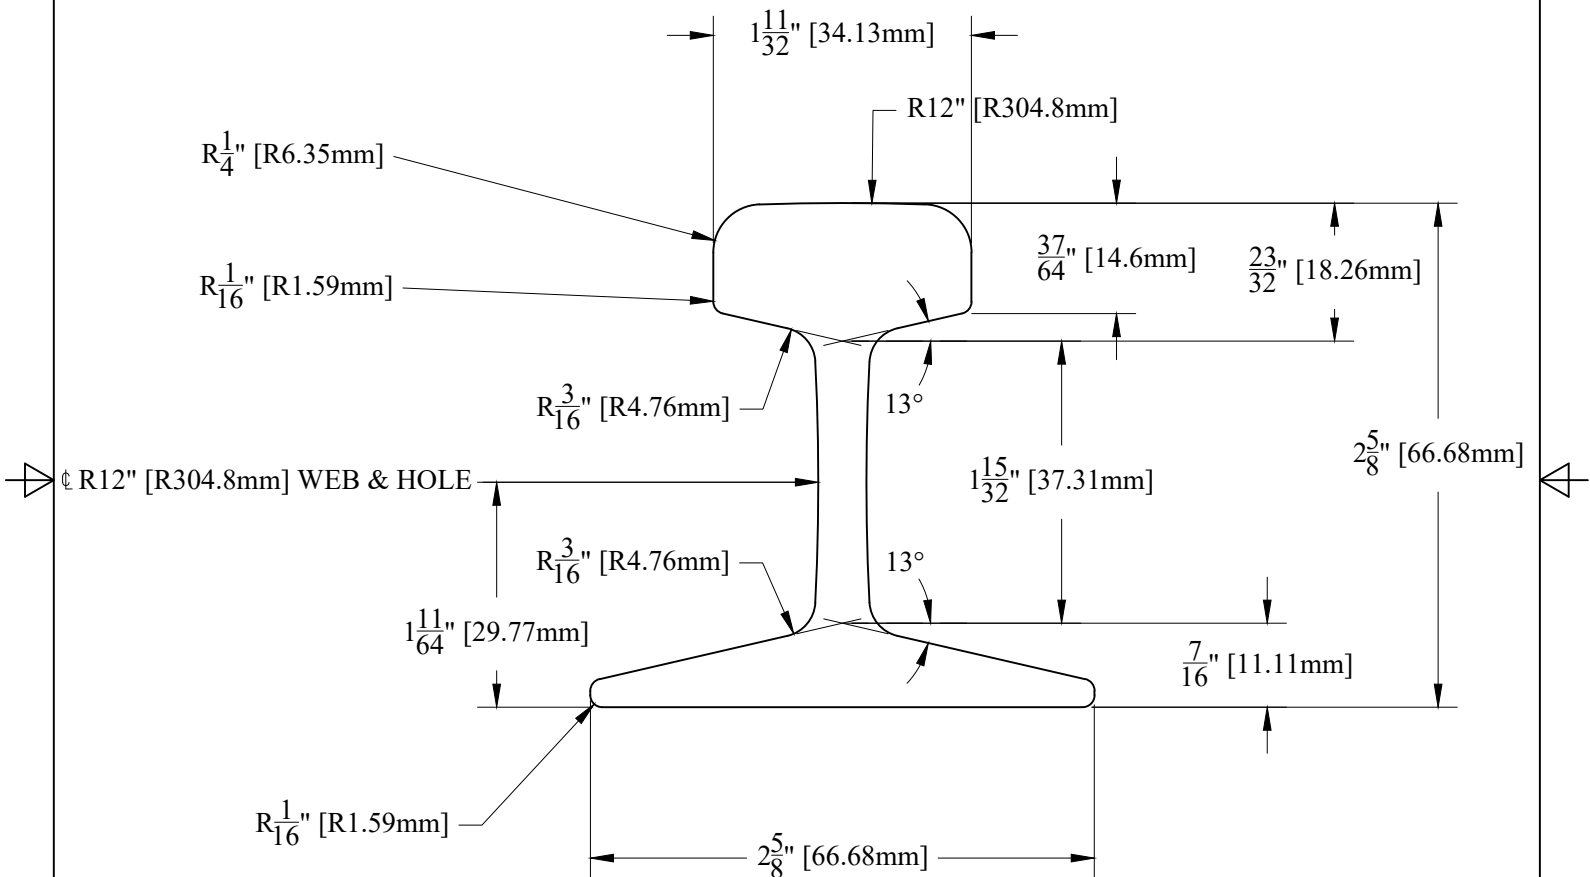 1 11/32" [34.13mm]
R12" [R304.8mm]
R1/4" [R6.35mm]
37/64" [14.6mm]
23/32" [18.26mm]
R1/16" [R1.59mm]
R3/16" [R4.76mm]
13°
2 5/8" [66.68mm]
℄ R12" [R304.8mm] WEB & HOLE
1 15/32" [37.31mm]
R3/16" [R4.76mm]
13°
1 11/64" [29.77mm]
7/16" [11.11mm]
R1/16" [R1.59mm]
2 5/8" [66.68mm]